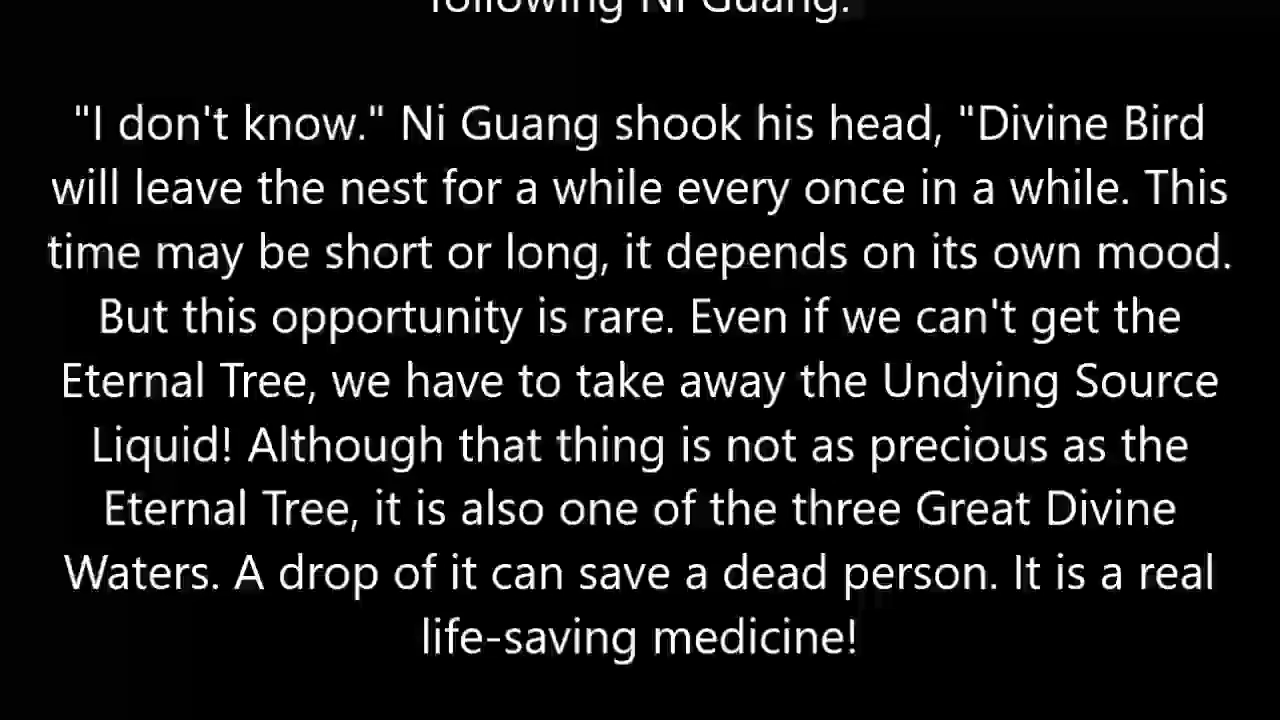 following Ni Guang.
"I don't know." Ni Guang shook his head, "Divine Bird
will leave the nest for a while every once in a while. This
time may be short or long, it depends on its own mood.
But this opportunity is rare. Even if we can't get the
Eternal Tree, we have to take away the Undying Source
Liquid! Although that thing is not as precious as the
Eternal Tree, it is also one of the three Great Divine
Waters. A drop of it can save a dead person. It is a real
life-saving medicine!